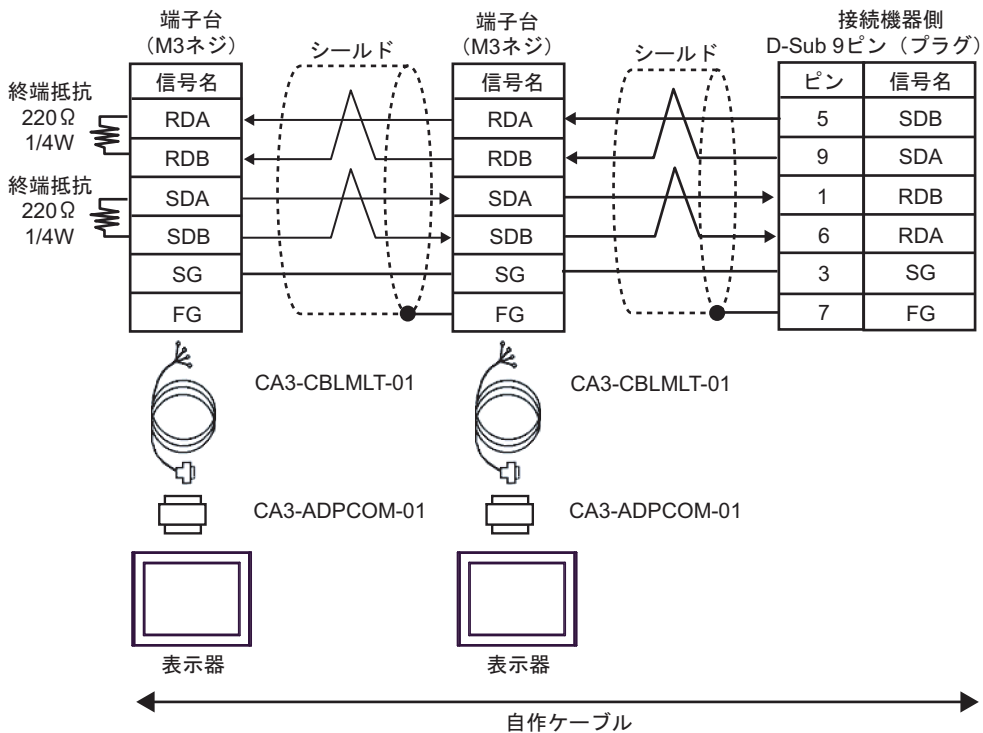 端子台
（M3ネジ）
端子台
（M3ネジ）
接続機器側
D-Sub 9ピン（プラグ）
シールド
シールド
終端抵抗
220Ω
1/4W
終端抵抗
220Ω
1/4W
信号名
RDA
RDB
SDA
SDB
SG
FG
信号名
RDA
RDB
SDA
SDB
SG
FG
ピン 信号名
5 SDB
9 SDA
1 RDB
6 RDA
3 SG
7 FG
CA3-CBLMLT-01
CA3-CBLMLT-01
CA3-ADPCOM-01
CA3-ADPCOM-01
表示器
表示器
自作ケーブル